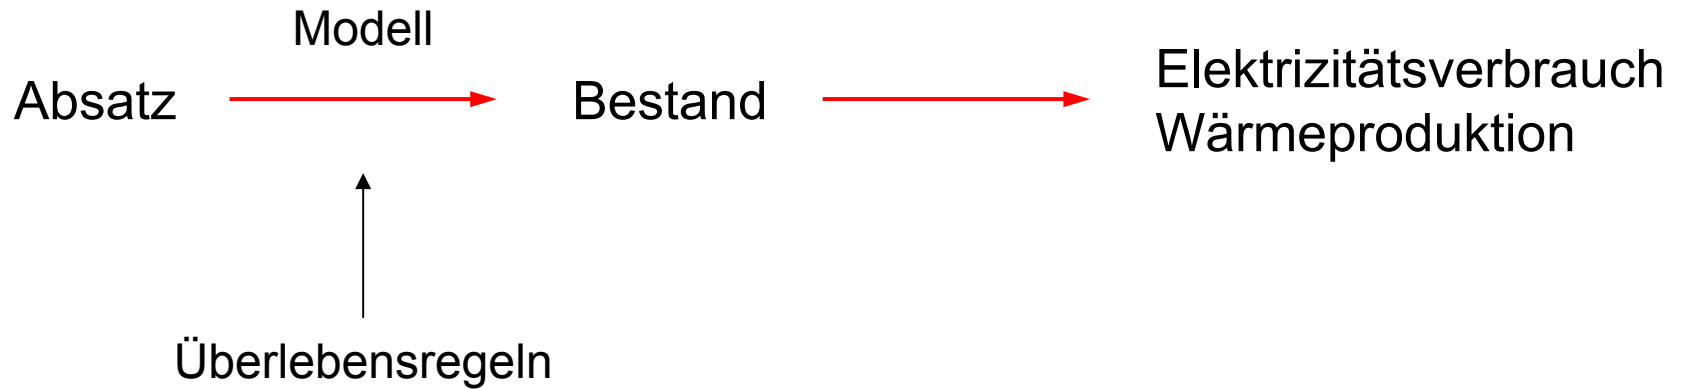 Modell
Absatz
Bestand
Elektrizitätsverbrauch
Wärmeproduktion
Überlebensregeln